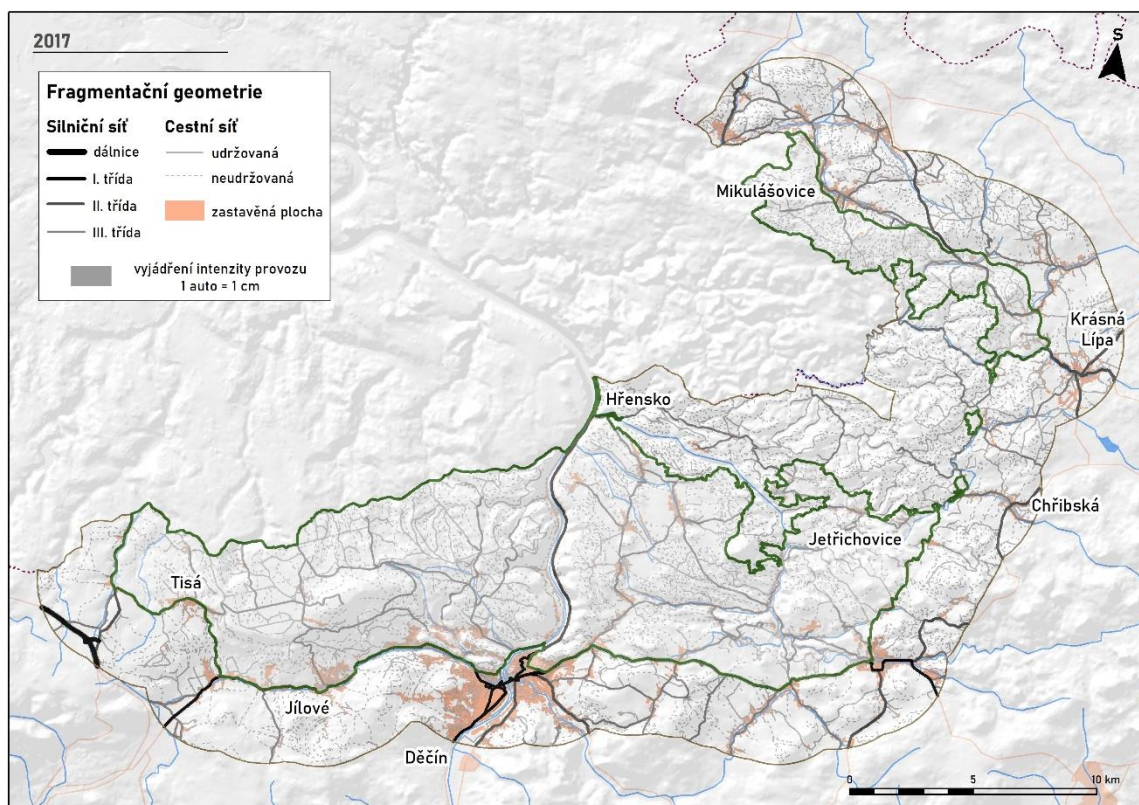 2017
Fragmentační geometrie
Silniční síť
dálnice
I. třída
II. třída
III. třída
Cestní síť
udržovaná
neudržovaná
zastavěná plocha
vyjádření intenzity provozu
1 auto = 1 cm
S
Mikulášovice
Krásná
Lípa
Hřensko
Chřibská
Jetřichovice
Tisá
Jílové
Děčín
0 5 10 km